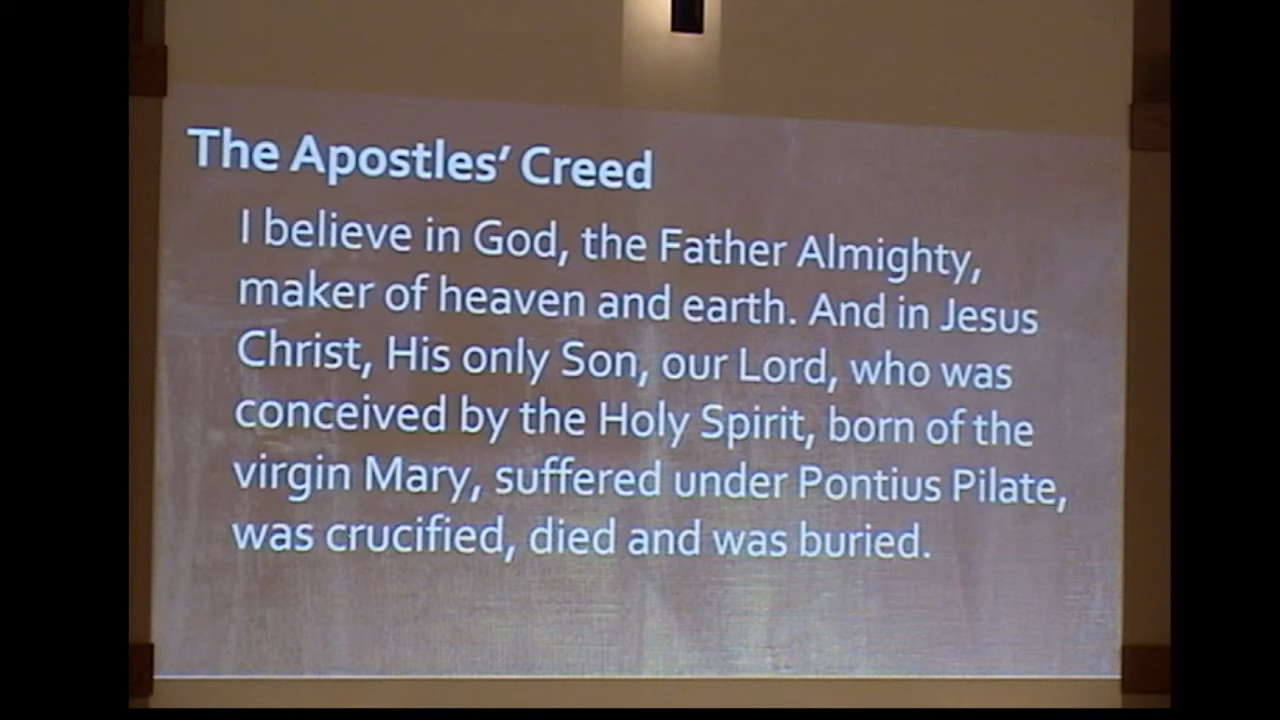 The Apostles’ Creed
I believe in God, the Father Almighty,
maker of heaven and earth. And in Jesus
Christ, His only Son, our Lord, who was
conceived by the Holy Spirit, born of the
virgin Mary, suffered under Pontius Pilate,
was crucified, died and was buried.